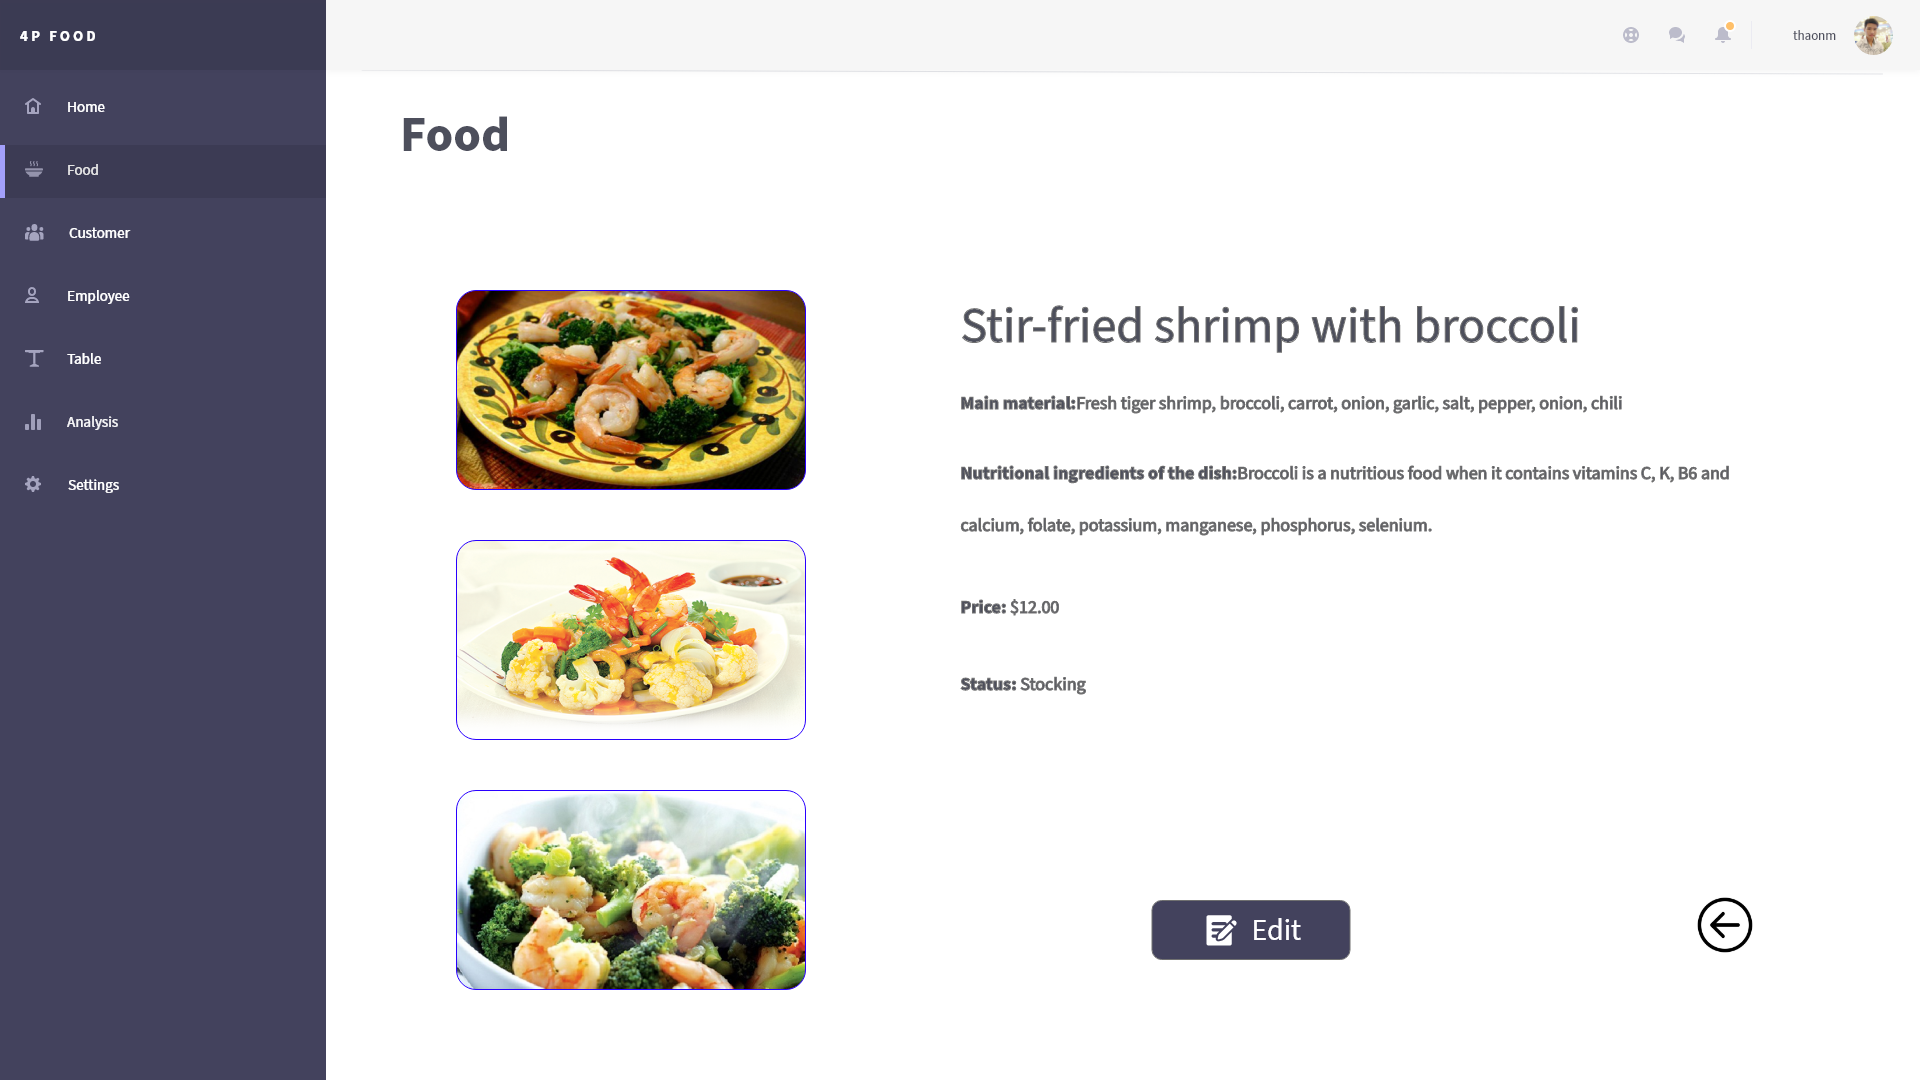 4P FOOD
thaonm
Home
Food
Customer
Employee
Table
Analysis
Settings
Food
Stir-fried shrimp with broccoli
Main material:Fresh tiger shrimp, broccoli, carrot, onion, garlic, salt, pepper, onion, chili
Nutritional ingredients of the dish:Broccoli is a nutritious food when it contains vitamins C, K, B6 and
calcium, folate, potassium, manganese, phosphorus, selenium.
Price: $12.00
Status: Stocking
Edit